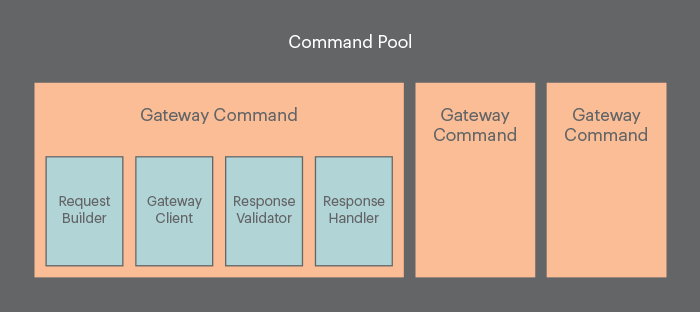 Command Pool
Gateway Command
Request
Builder
Gateway
Client
Response
Validator
Response
Handler
Gateway
Command
Gateway
Command